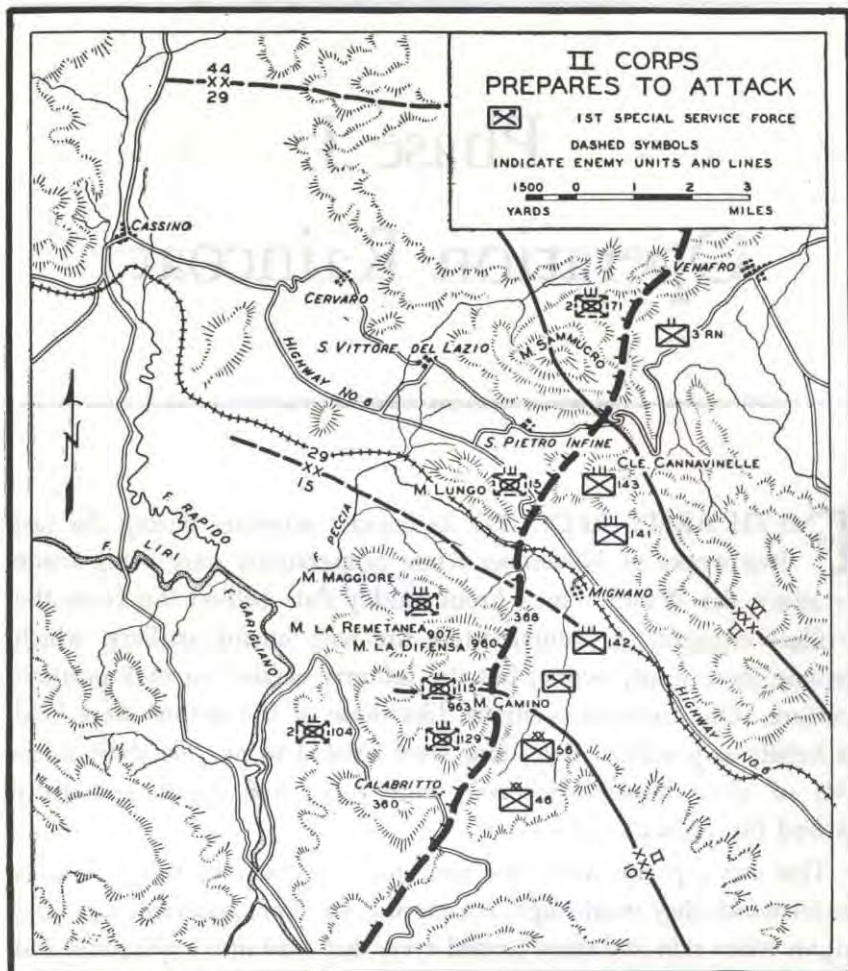 II CORPS
PREPARES TO ATTACK
1ST SPECIAL SERVICE FORCE
DASHED SYMBOLS
INDICATE ENEMY UNITS AND LINES
1500 0 1 2 3
YARDS MILES
44
XX
29
CASSINO
CERVARO
VENAFRO
2 171
3 RN
M. SAMMUCRO
S. VITTORE DEL LAZIO
HIGHWAY NO 6
S. PIETRO INFINE
CLE. CANNAVINELLE
29
XX
15
M. LUNGO
15
143
141
F. RAPIDO
F. LIRI
F. PECCIA
GARIGLIANO
M. MAGGIORE
MIGNANO
368
M. LA REMETANEA 907
M. LA DIFENSA 960
142
VI
XXX
II
HIGHWAY NO 6
115
963
M. CAMINO
2 104
129
56
CALABRITTO
360
46
XXX